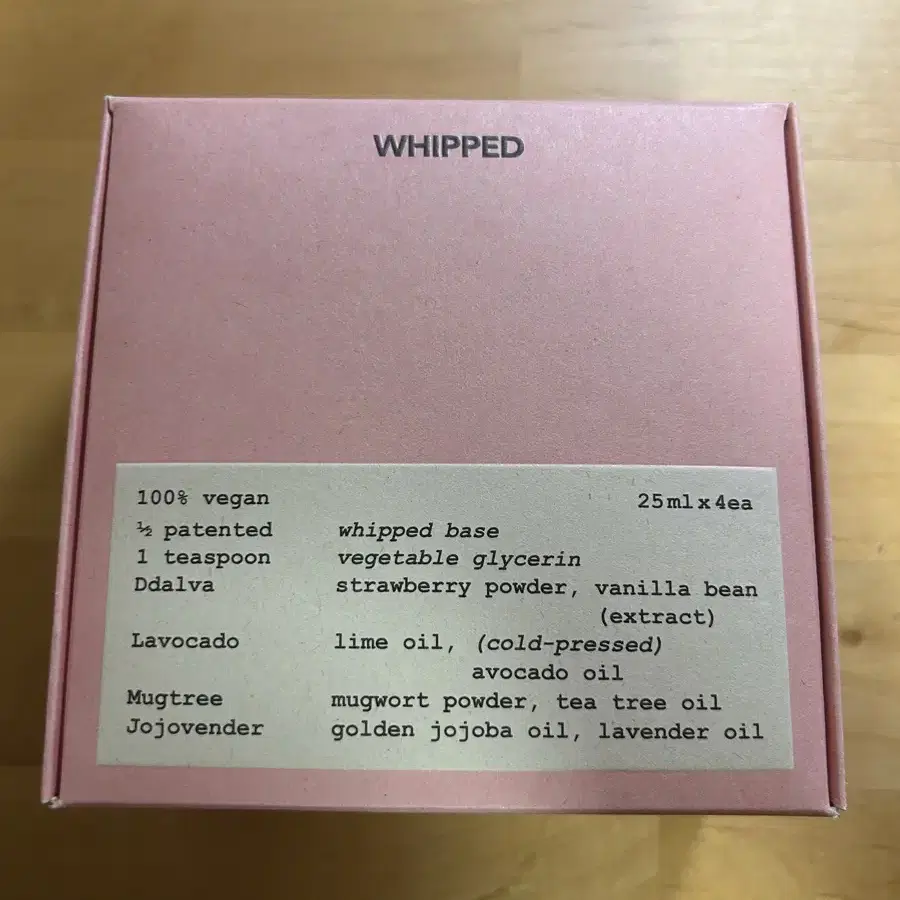 WHIPPED
100% vegan 25ml x 4ea
½ patented whipped base
1 teaspoon vegetable glycerin
Ddalva strawberry powder, vanilla bean
(extract)
Lavocado lime oil, (cold-pressed)
avocado oil
Mugtree mugwort powder, tea tree oil
Jojovender golden jojoba oil, lavender oil